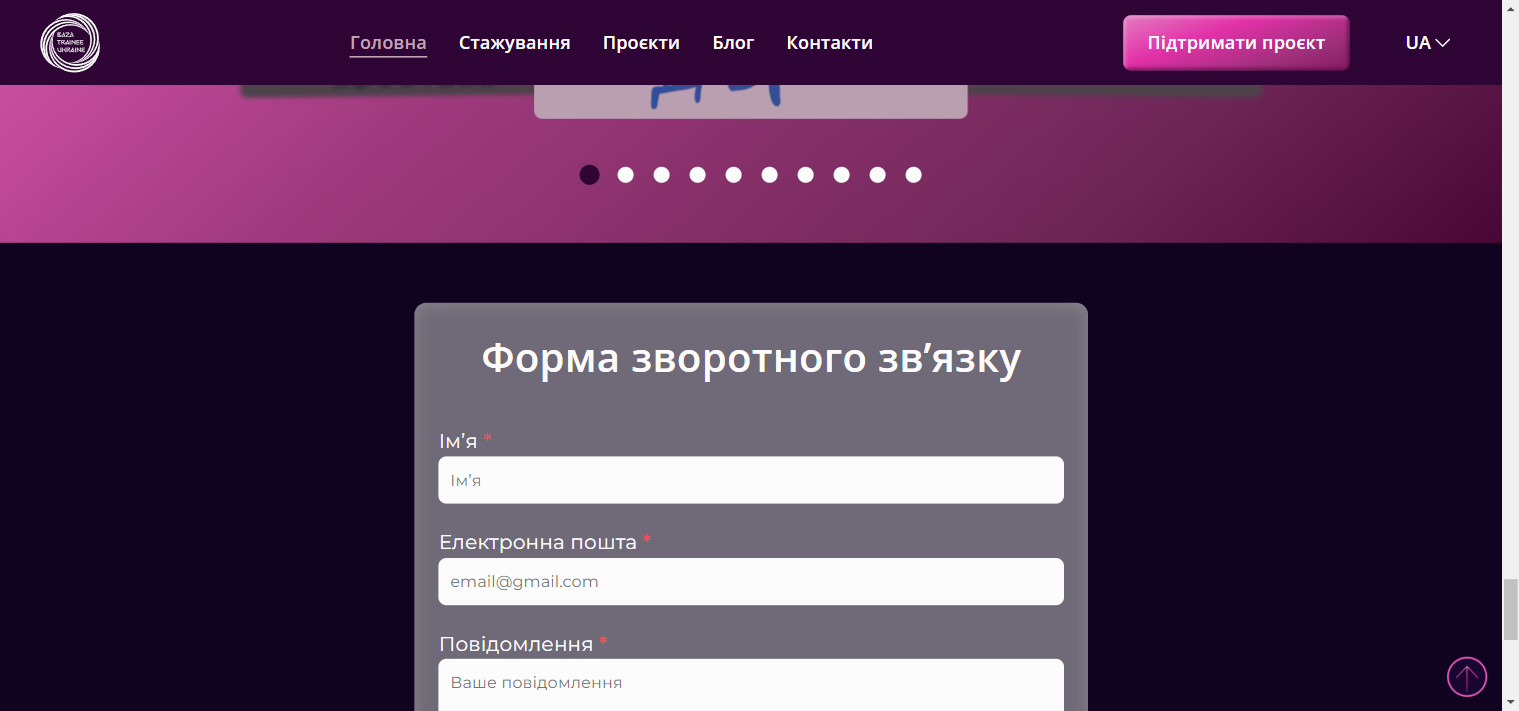 BAZA
TRAINEE
UKRAINE
Головна
Стажування
Проєкти
Блог
Контакти
Підтримати проєкт
UA
Форма зворотного зв’язку
Ім’я *
Ім’я
Електронна пошта *
email@gmail.com
Повідомлення *
Ваше повідомлення